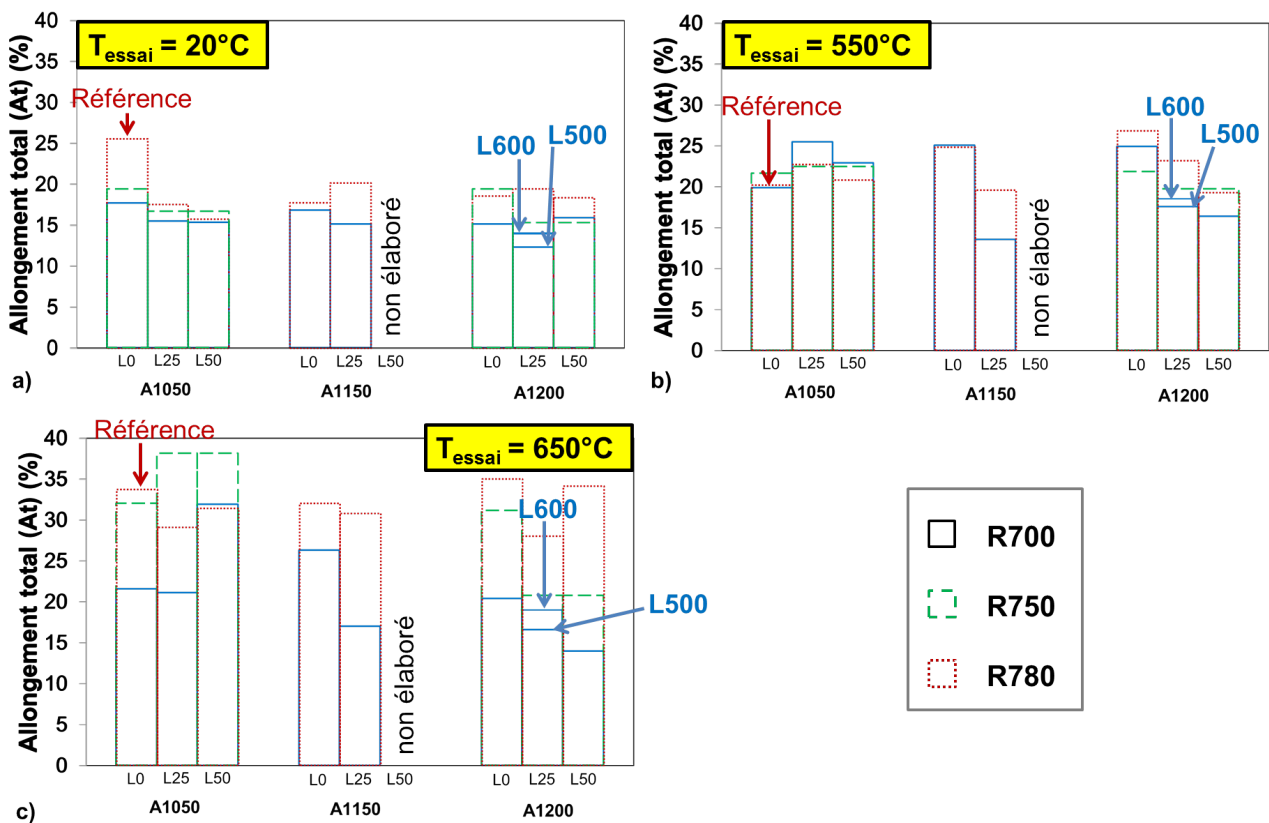 Allongement total (At) (%)
40
35
30
25
20
15
10
5
0
T_essai = 20°C
Référence
L600
L500
non élaboré
L0 L25 L50
L0 L25 L50
L0 L25 L50
A1050 A1150 A1200
a)
Allongement total (At) (%)
40
35
30
25
20
15
10
5
0
T_essai = 550°C
Référence
L600
L500
non élaboré
L0 L25 L50
L0 L25 L50
L0 L25 L50
A1050 A1150 A1200
b)
Allongement total (At) (%)
40
35
30
25
20
15
10
5
0
Référence
T_essai = 650°C
L600
L500
non élaboré
L0 L25 L50
L0 L25 L50
L0 L25 L50
A1050 A1150 A1200
c)
R700
R750
R780